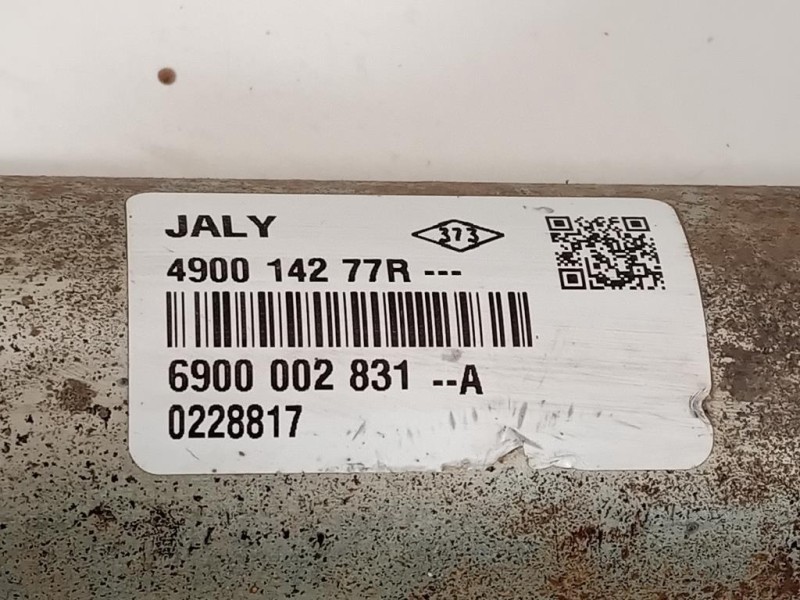 JALY
373
4900 142 77R ---
6900 002 831 --A
0228817